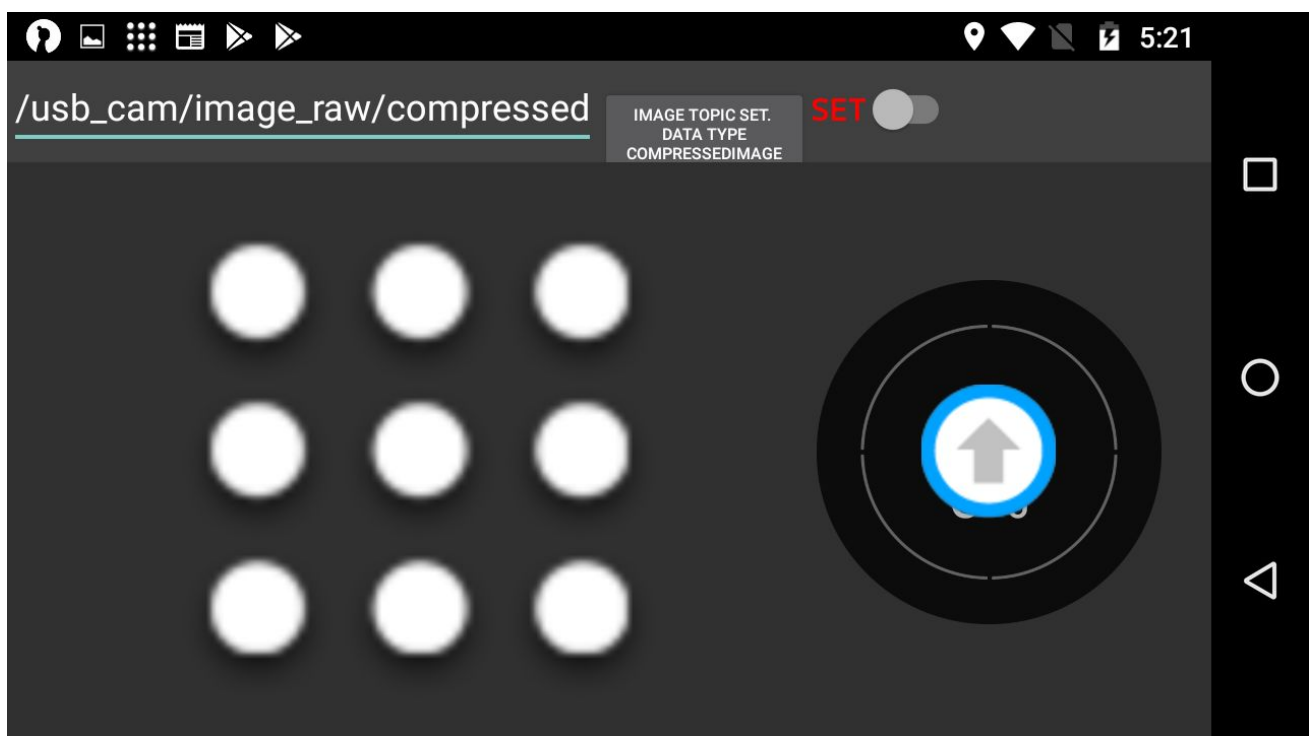 5:21
/usb_cam/image_raw/compressed
IMAGE TOPIC SET.
DATA TYPE
COMPRESSEDIMAGE
SET